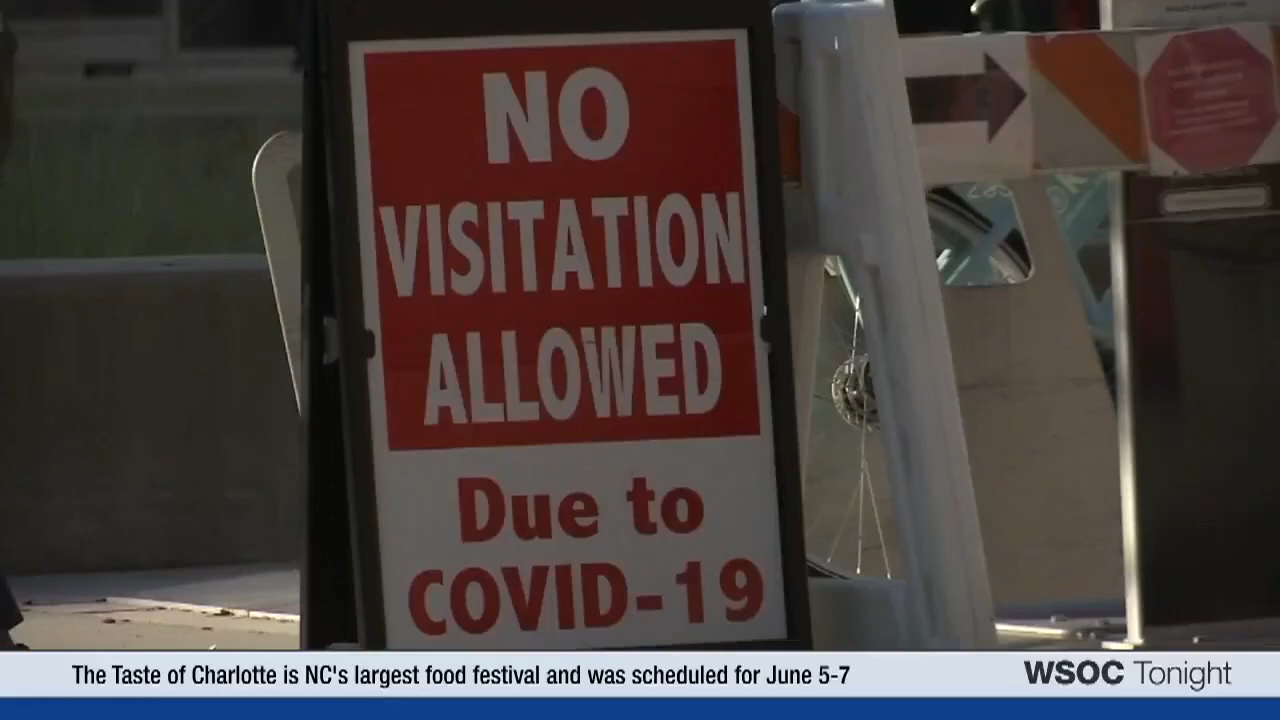 NO
VISITATION
ALLOWED
Due to
COVID-19
The Taste of Charlotte is NC's largest food festival and was scheduled for June 5-7
WSOC Tonight